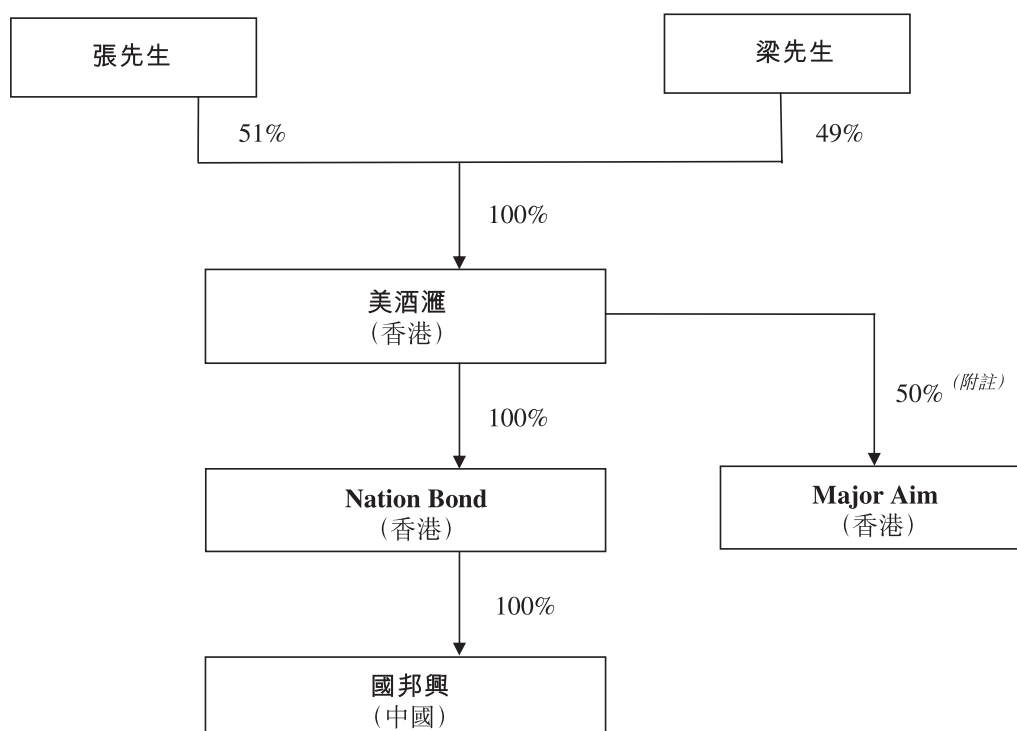 張先生
梁先生
51%
49%
100%
美酒滙
(香港)
50% (附註)
100%
Nation Bond
(香港)
Major Aim
(香港)
100%
國邦興
(中國)